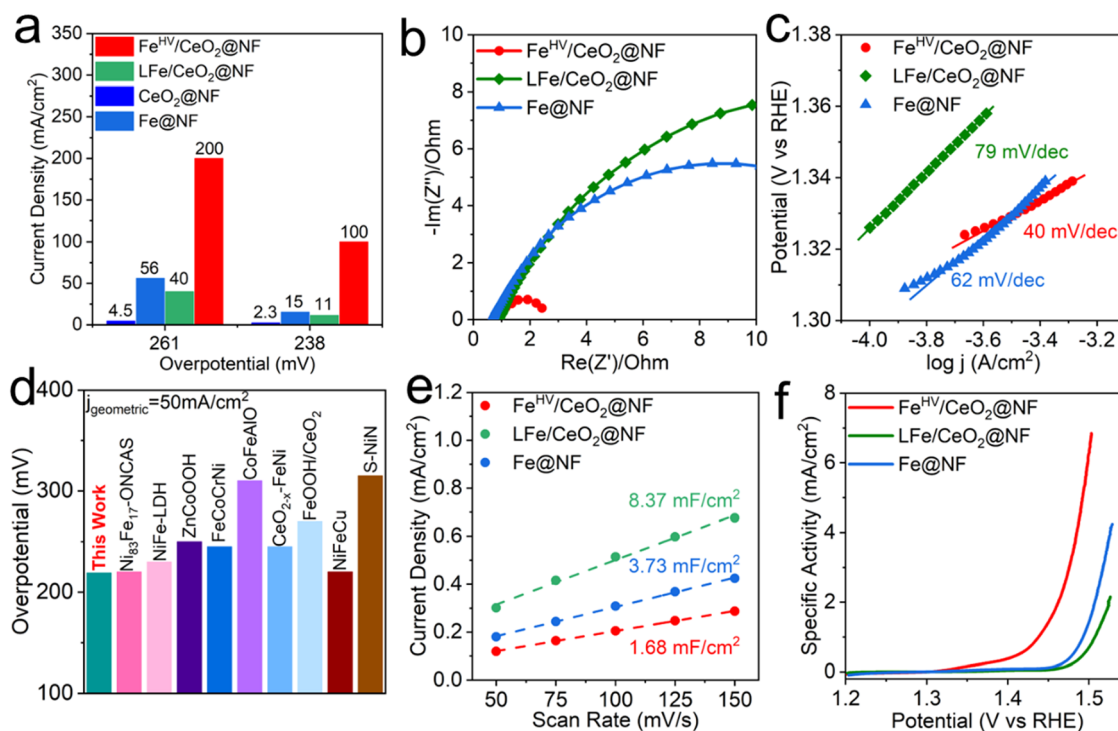 a
Current Density (mA/cm²)
350
300
250
200
150
100
50
0
Fe^HV/CeO₂@NF
LFe/CeO₂@NF
CeO₂@NF
Fe@NF
4.5
56
40
200
2.3
15
11
100
261
238
Overpotential (mV)
b
-Im(Z'')/Ohm
10
8
6
4
2
0
Fe^HV/CeO₂@NF
LFe/CeO₂@NF
Fe@NF
0
2
4
6
8
10
Re(Z')/Ohm
c
Potential (V vs RHE)
1.38
1.36
1.34
1.32
1.30
Fe^HV/CeO₂@NF
LFe/CeO₂@NF
Fe@NF
79 mV/dec
40 mV/dec
62 mV/dec
-4.0
-3.8
-3.6
-3.4
-3.2
log j (A/cm²)
d
Overpotential (mV)
400
300
200
100
j_geometric=50mA/cm²
This Work
Ni₈₃Fe₁₇-ONCAS
NiFe-LDH
ZnCoOOH
FeCoCrNi
CoFeAlO
CeO₂₋ₓ-FeNi
FeOOH/CeO₂
NiFeCu
S-NiN
e
Current Density (mA/cm²)
1.2
1.0
0.8
0.6
0.4
0.2
0.0
Fe^HV/CeO₂@NF
LFe/CeO₂@NF
Fe@NF
8.37 mF/cm²
3.73 mF/cm²
1.68 mF/cm²
50
75
100
125
150
Scan Rate (mV/s)
f
Specific Activity (mA/cm²)
8
6
4
2
0
Fe^HV/CeO₂@NF
LFe/CeO₂@NF
Fe@NF
1.2
1.3
1.4
1.5
Potential (V vs RHE)